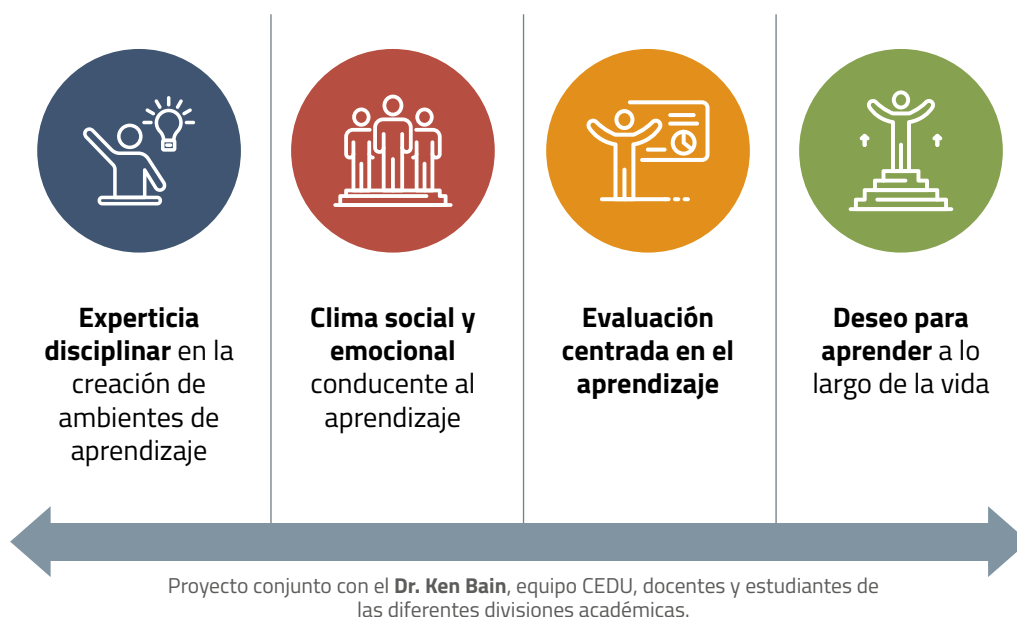 Experticia
disciplinar en la
creación de
ambientes de
aprendizaje
Clima social y
emocional
conducente al
aprendizaje
Evaluación
centrada en el
aprendizaje
Deseo para
aprender a lo
largo de la vida
Proyecto conjunto con el Dr. Ken Bain, equipo CEDU, docentes y estudiantes de
las diferentes divisiones académicas.